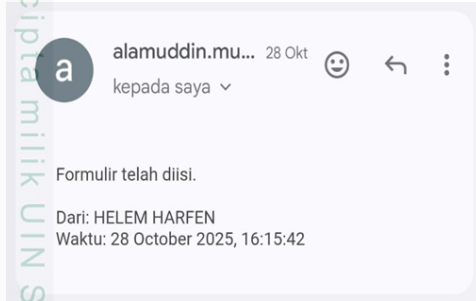 cipta milik UIN S
a
alamuddin.mu... 28 Okt
kepada saya
Formulir telah diisi.
Dari: HELEM HARFEN
Waktu: 28 October 2025, 16:15:42